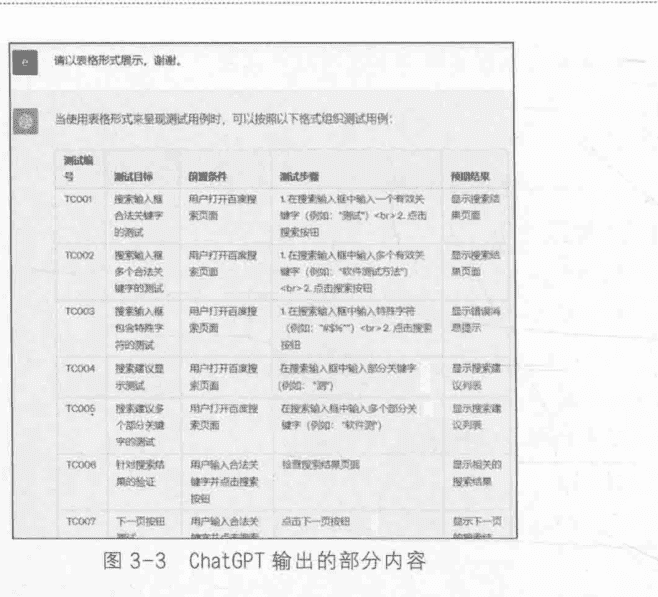 e 请以表格形式展示，谢谢。
当使用表格形式来呈现测试用例时，可以按照以下格式组织测试用例：
测试编
号 测试目标 前置条件 测试步骤 预期结果
TC001 搜索输入框 用户打开百度搜 1. 在搜索输入框中输入一个有效关 显示搜索结
合法关键字 索页面 键字（例如：“测试”）<br> 2. 点击 果页面
的测试 搜索按钮
TC002 搜索输入框 用户打开百度搜 1. 在搜索输入框中输入多个有效关 显示搜索结
多个合法关 索页面 键字（例如：“软件测试方法”） 果页面
键字的测试 <br> 2. 点击搜索按钮
TC003 搜索输入框 用户打开百度搜 1. 在搜索输入框中输入特殊字符 显示错误消
包含特殊字 索页面 （例如：“#$%^”）<br> 2. 点击搜索 息提示
符的测试 按钮
TC004 搜索建议显 用户打开百度搜 在搜索输入框中输入部分关键字 显示搜索建
示测试 索页面 （例如：“测”） 议列表
TC005 搜索建议多 用户打开百度搜 在搜索输入框中输入多个部分关 显示搜索建
个部分关键 索页面 键字（例如：“软件测”） 议列表
字的测试
TC006 针对搜索结 用户输入合法关 检查搜索结果页面 显示相关的
果的验证 键字并点击搜索 搜索结果
按钮
TC007 下一页按钮 用户输入合法关 点击下一页按钮 显示下一页
测试 键字并点击搜索 的搜索结
图 3-3 ChatGPT 输出的部分内容